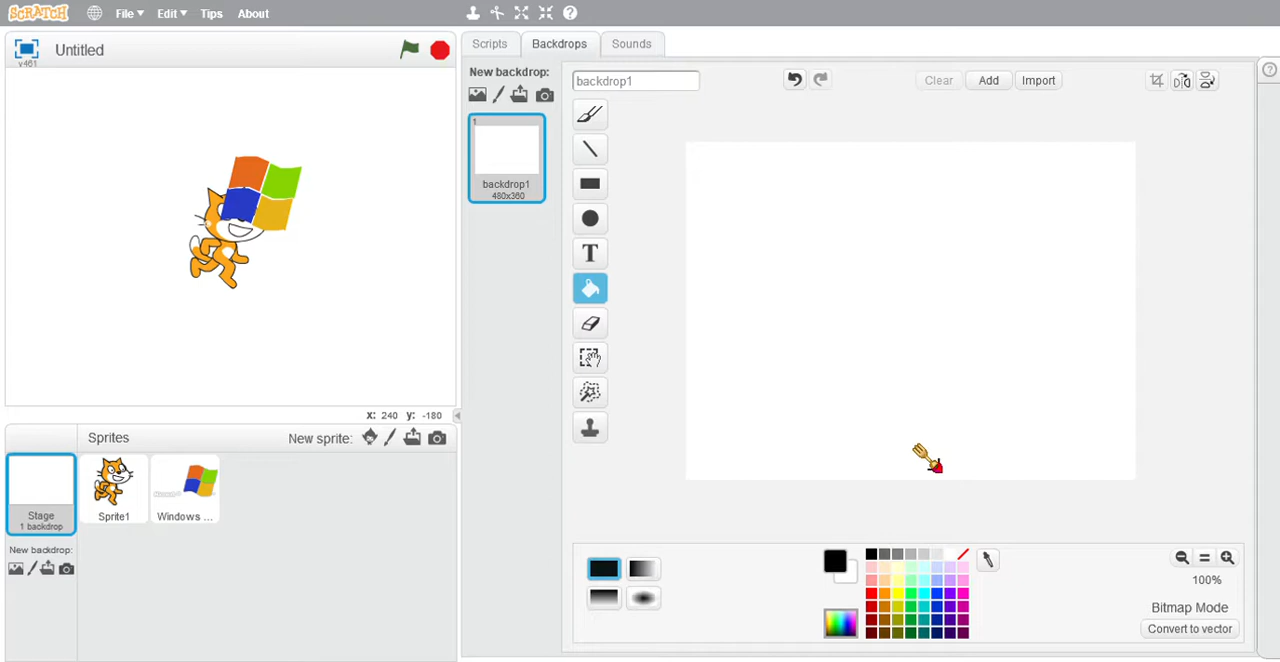 SCRATCH File Edit Tips About
v461 Untitled
Scripts Backdrops Sounds
New backdrop:
backdrop1 Clear Add Import
1
backdrop1
480x360
T
x: 240 y: -180
Sprites New sprite:
Stage
1 backdrop
Sprite1
Windows ...
New backdrop:
100%
Bitmap Mode
Convert to vector